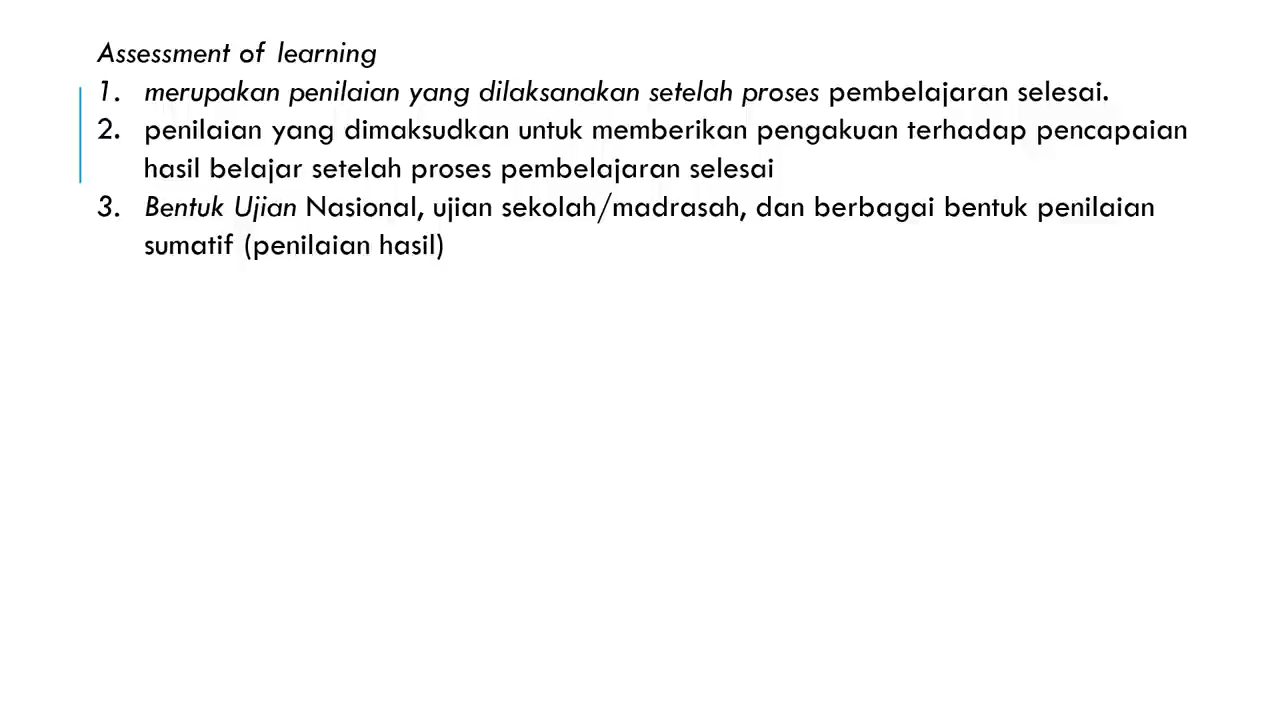 Assessment of learning
1. merupakan penilaian yang dilaksanakan setelah proses pembelajaran selesai.
2. penilaian yang dimaksudkan untuk memberikan pengakuan terhadap pencapaian
hasil belajar setelah proses pembelajaran selesai
3. Bentuk Ujian Nasional, ujian sekolah/madrasah, dan berbagai bentuk penilaian
sumatif (penilaian hasil)